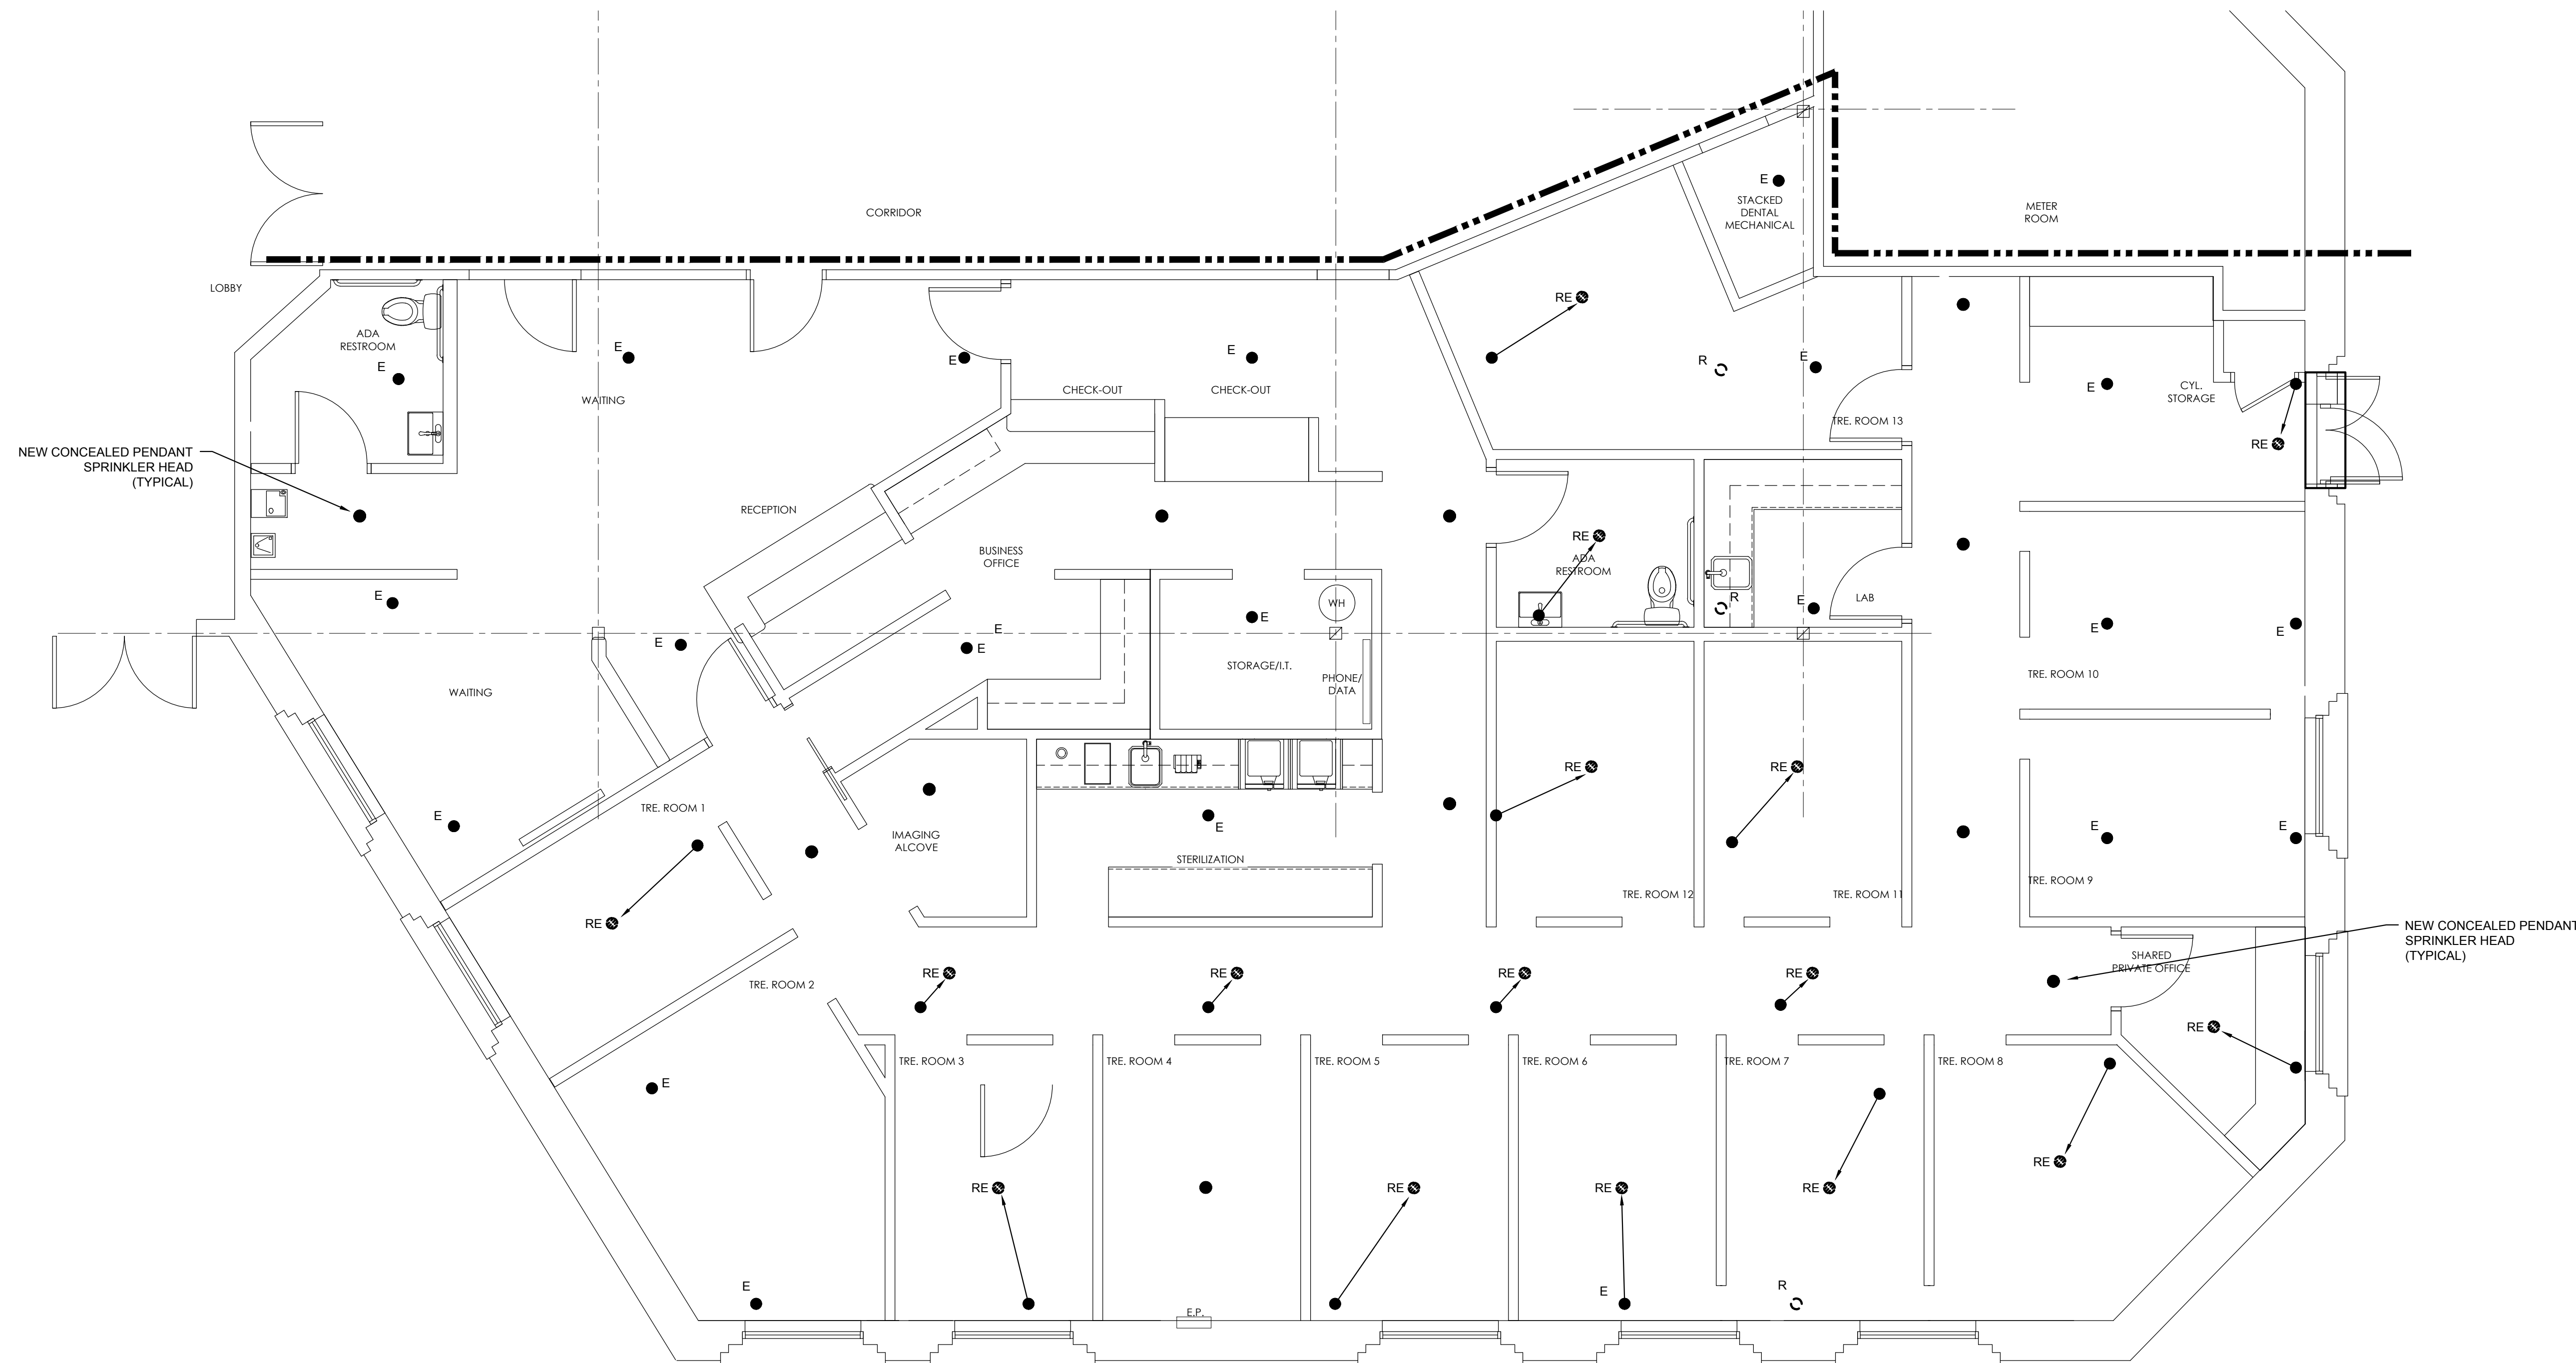 CORRIDOR
E
STACKED
DENTAL
MECHANICAL
METER
ROOM
LOBBY
RE
ADA
RESTROOM
E
E
E
E
R
E
WAITING
CHECK-OUT
CHECK-OUT
TRE. ROOM 13
E
CYL.
STORAGE
RE
NEW CONCEALED PENDANT
SPRINKLER HEAD
(TYPICAL)
RECEPTION
BUSINESS
OFFICE
RE
ADA
RESTROOM
R
E
LAB
E
E
WH
E
E
E
E
E
E
STORAGE/I.T.
PHONE/
DATA
WAITING
TRE. ROOM 10
RE
RE
TRE. ROOM 1
E
E
IMAGING
ALCOVE
E
E
STERILIZATION
TRE. ROOM 12
TRE. ROOM 11
TRE. ROOM 9
RE
NEW CONCEALED PENDANT
SPRINKLER HEAD
(TYPICAL)
SHARED
PRIVATE OFFICE
RE
RE
RE
RE
TRE. ROOM 2
RE
TRE. ROOM 3
TRE. ROOM 4
TRE. ROOM 5
TRE. ROOM 6
TRE. ROOM 7
TRE. ROOM 8
E
RE
RE
RE
RE
RE
E
E
R
E.P.